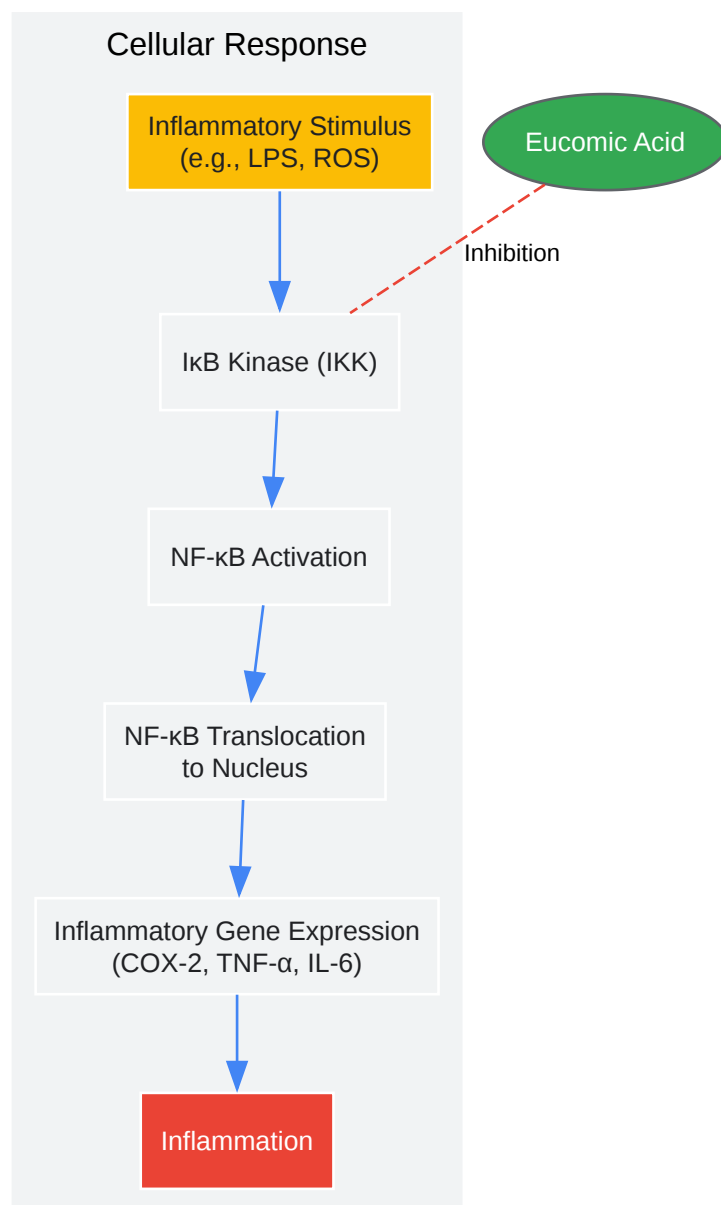 Cellular Response
Inflammatory Stimulus
(e.g., LPS, ROS)
Eucomic Acid
Inhibition
IκB Kinase (IKK)
NF-κB Activation
NF-κB Translocation
to Nucleus
Inflammatory Gene Expression
(COX-2, TNF-α, IL-6)
Inflammation